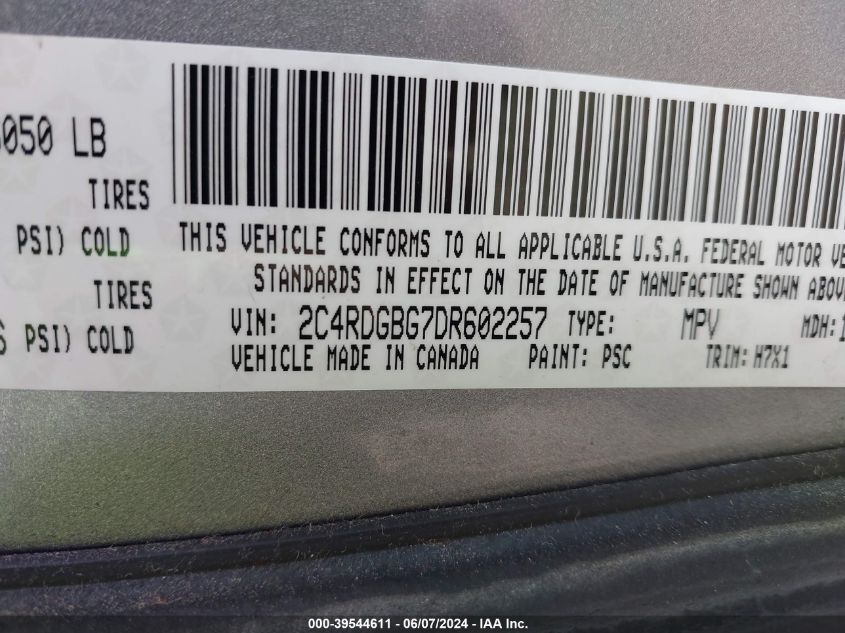 050 LB
TIRES
PSI) COLD
TIRES
PSI) COLD
THIS VEHICLE CONFORMS TO ALL APPLICABLE U.S.A. FEDERAL MOTOR VE
STANDARDS IN EFFECT ON THE DATE OF MANUFACTURE SHOWN ABOV
VIN: 2C4RDGBG7DR602257 TYPE: MPV MDH: 1
VEHICLE MADE IN CANADA PAINT: PSC TRIM: H7X1
000-39544611 - 06/07/2024 - IAA Inc.